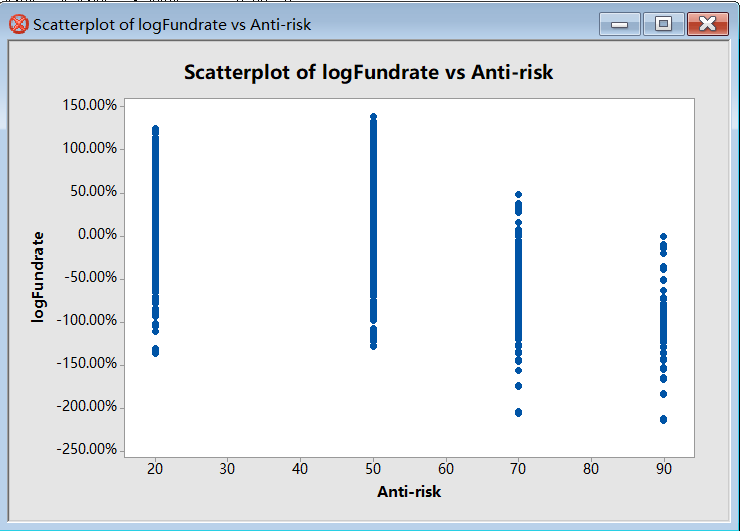 Scatterplot of logFundrate vs Anti-risk
Scatterplot of logFundrate vs Anti-risk
150.00%
100.00%
50.00%
0.00%
-50.00%
-100.00%
-150.00%
-200.00%
-250.00%
logFundrate
20 30 40 50 60 70 80 90
Anti-risk